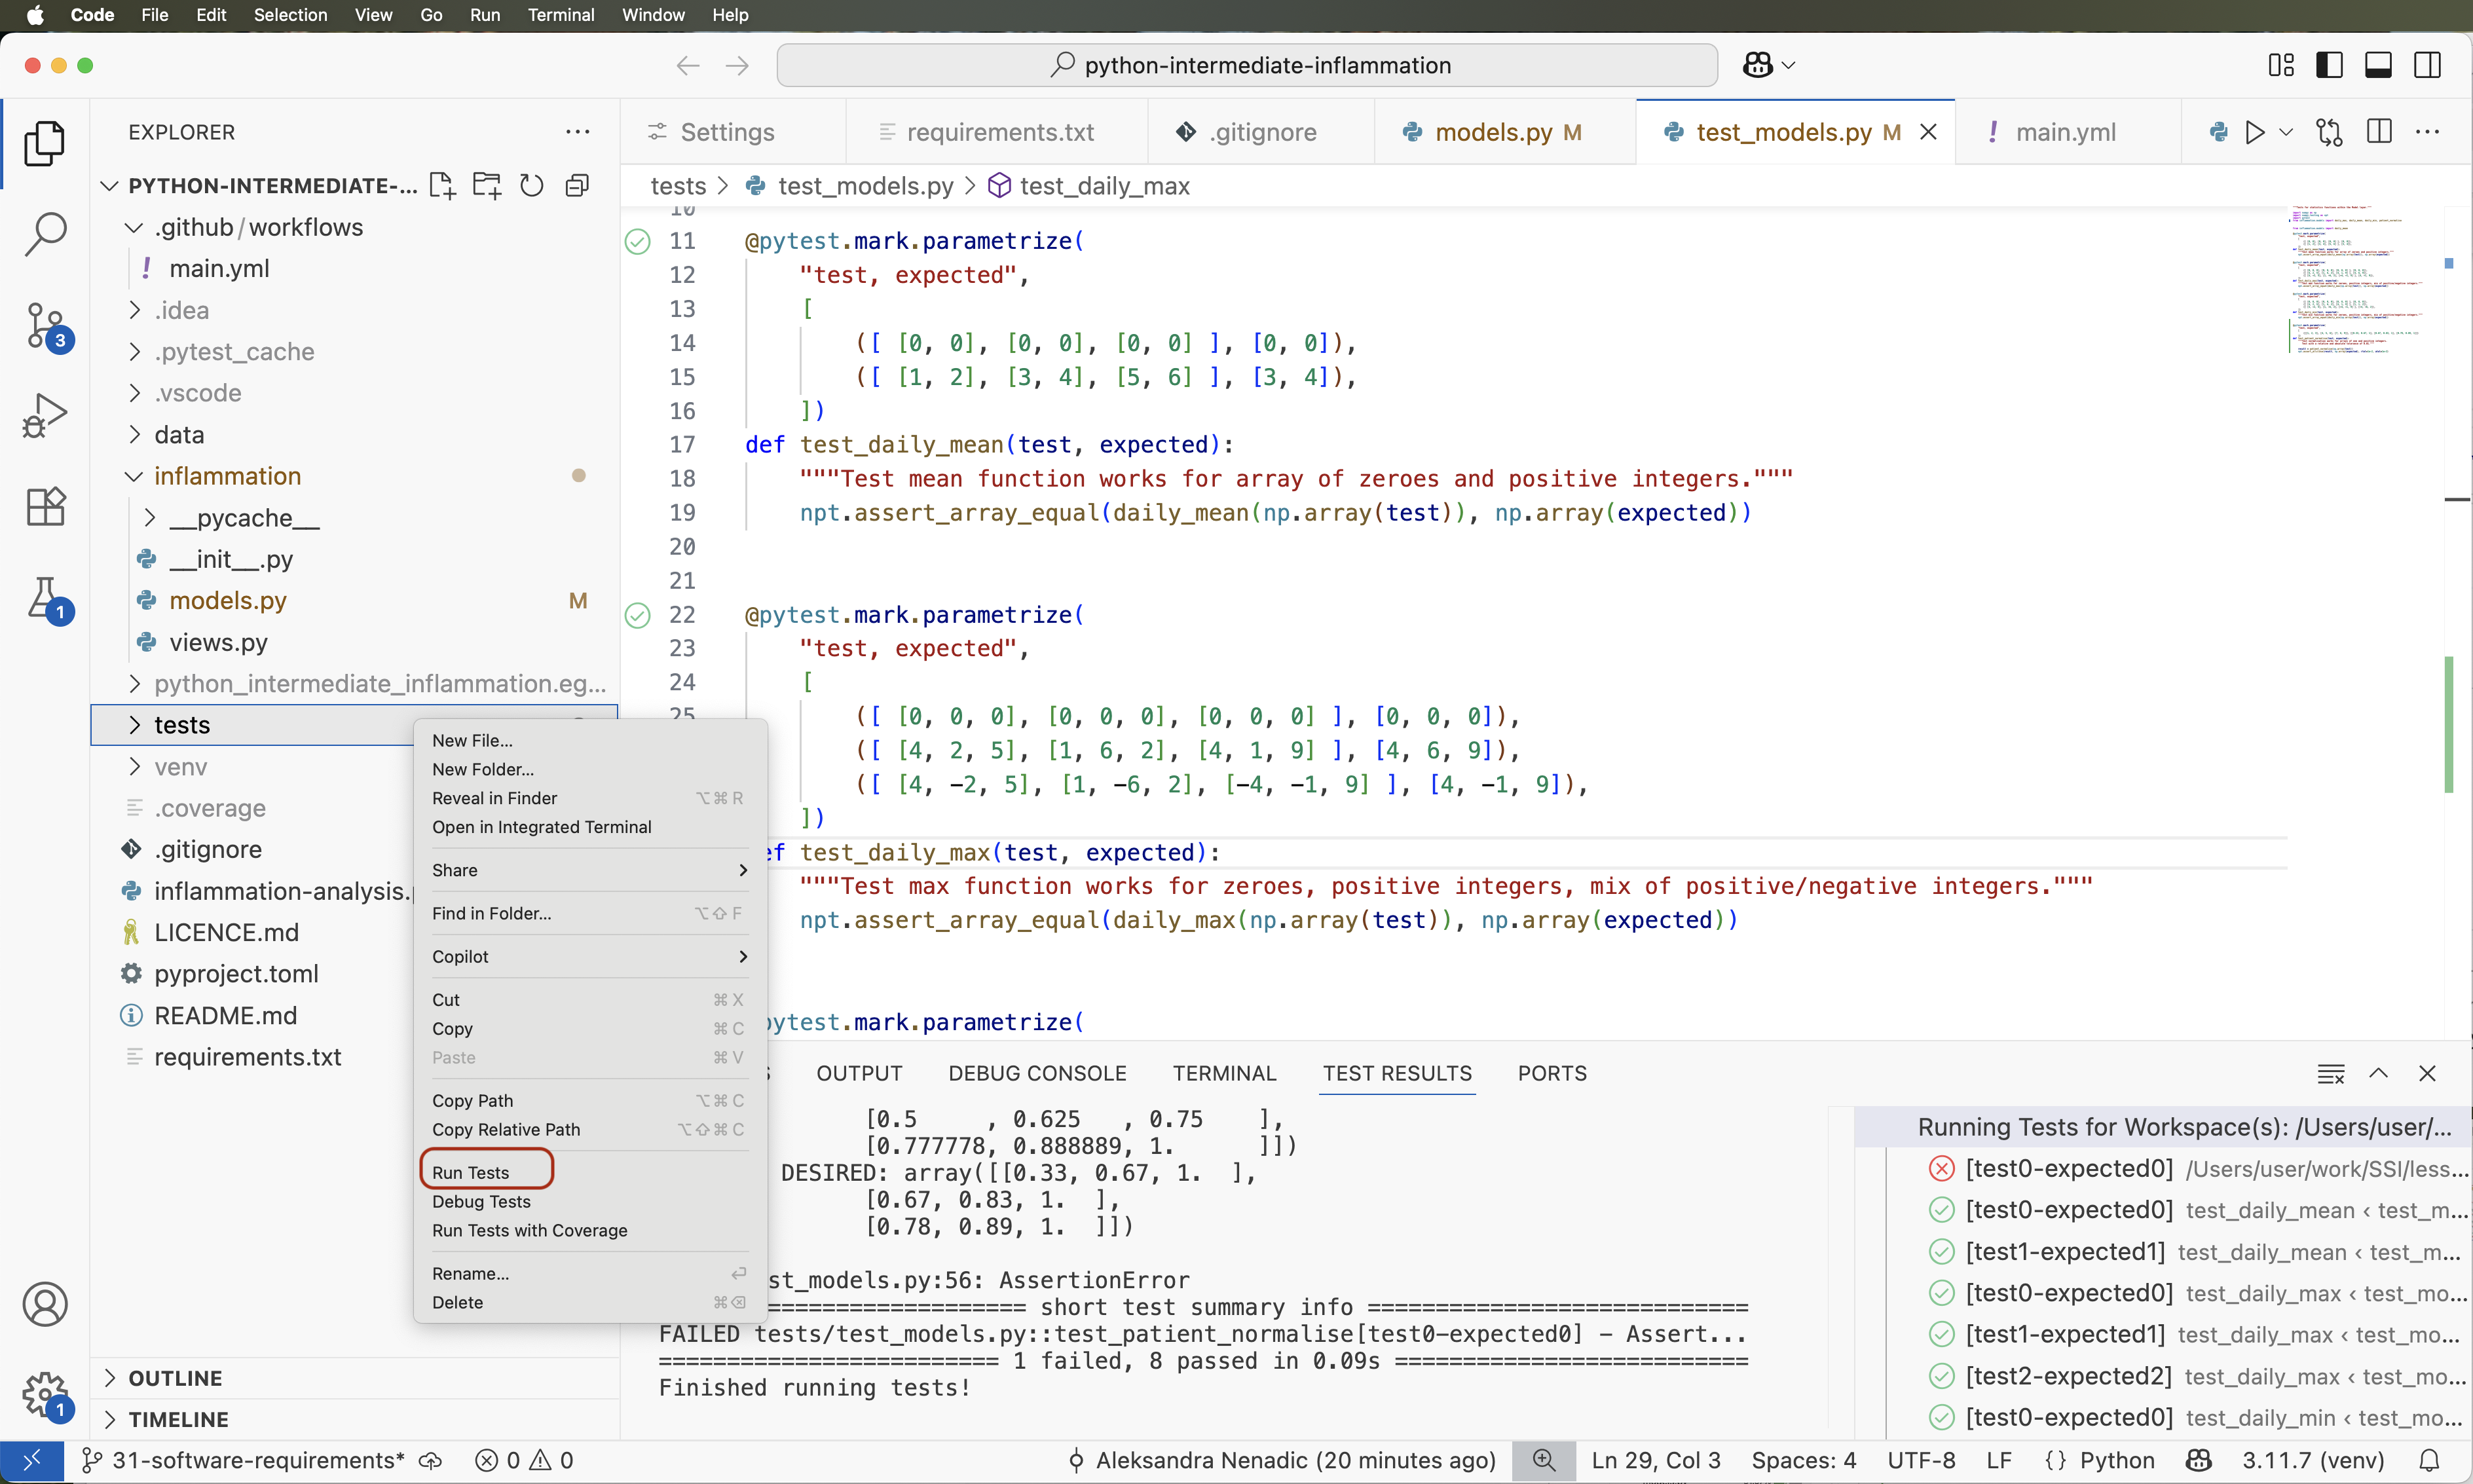 Code File Edit Selection View Go Run Terminal Window Help
python-intermediate-inflammation
EXPLORER
PYTHON-INTERMEDIATE-...
.github/workflows
main.yml
.idea
.pytest_cache
.vscode
data
inflammation
__pycache__
__init__.py
models.py M
views.py
python_intermediate_inflammation.eg...
tests
venv
.coverage
.gitignore
inflammation-analysis.
LICENCE.md
pyproject.toml
README.md
requirements.txt
OUTLINE
TIMELINE
3
1
1
Settings requirements.txt .gitignore models.py M test_models.py M main.yml
tests > test_models.py > test_daily_max
10
11 @pytest.mark.parametrize(
12 "test, expected",
13 [
14 ([ [0, 0], [0, 0], [0, 0] ], [0, 0]),
15 ([ [1, 2], [3, 4], [5, 6] ], [3, 4]),
16 ])
17 def test_daily_mean(test, expected):
18 """Test mean function works for array of zeroes and positive integers."""
19 npt.assert_array_equal(daily_mean(np.array(test)), np.array(expected))
20
21
22 @pytest.mark.parametrize(
23 "test, expected",
24 [
25 ([ [0, 0, 0], [0, 0, 0], [0, 0, 0] ], [0, 0, 0]),
([ [4, 2, 5], [1, 6, 2], [4, 1, 9] ], [4, 6, 9]),
([ [4, -2, 5], [1, -6, 2], [-4, -1, 9] ], [4, -1, 9]),
])
ef test_daily_max(test, expected):
"""Test max function works for zeroes, positive integers, mix of positive/negative integers."""
npt.assert_array_equal(daily_max(np.array(test)), np.array(expected))
pytest.mark.parametrize(
New File...
New Folder...
Reveal in Finder ⌥⌘R
Open in Integrated Terminal
Share
Find in Folder... ⌥⇧F
Copilot
Cut ⌘X
Copy ⌘C
Paste ⌘V
Copy Path ⌥⌘C
Copy Relative Path ⌥⇧⌘C
Run Tests
Debug Tests
Run Tests with Coverage
Rename... ⏎
Delete ⌘⌫
S OUTPUT DEBUG CONSOLE TERMINAL TEST RESULTS PORTS
[0.5 , 0.625 , 0.75 ],
[0.777778, 0.888889, 1. ]])
DESIRED: array([[0.33, 0.67, 1. ],
[0.67, 0.83, 1. ],
[0.78, 0.89, 1. ]])
st_models.py:56: AssertionError
===================== short test summary info ============================
FAILED tests/test_models.py::test_patient_normalise[test0-expected0] - Assert...
========================= 1 failed, 8 passed in 0.09s ==========================
Finished running tests!
Running Tests for Workspace(s): /Users/user/...
[test0-expected0] /Users/user/work/SSI/less...
[test0-expected0] test_daily_mean ‹ test_m...
[test1-expected1] test_daily_mean ‹ test_m...
[test0-expected0] test_daily_max ‹ test_mo...
[test1-expected1] test_daily_max ‹ test_mo...
[test2-expected2] test_daily_max ‹ test_mo...
[test0-expected0] test_daily_min ‹ test_mo...
31-software-requirements* 0 0 Aleksandra Nenadic (20 minutes ago) Ln 29, Col 3 Spaces: 4 UTF-8 LF {} Python 3.11.7 (venv)